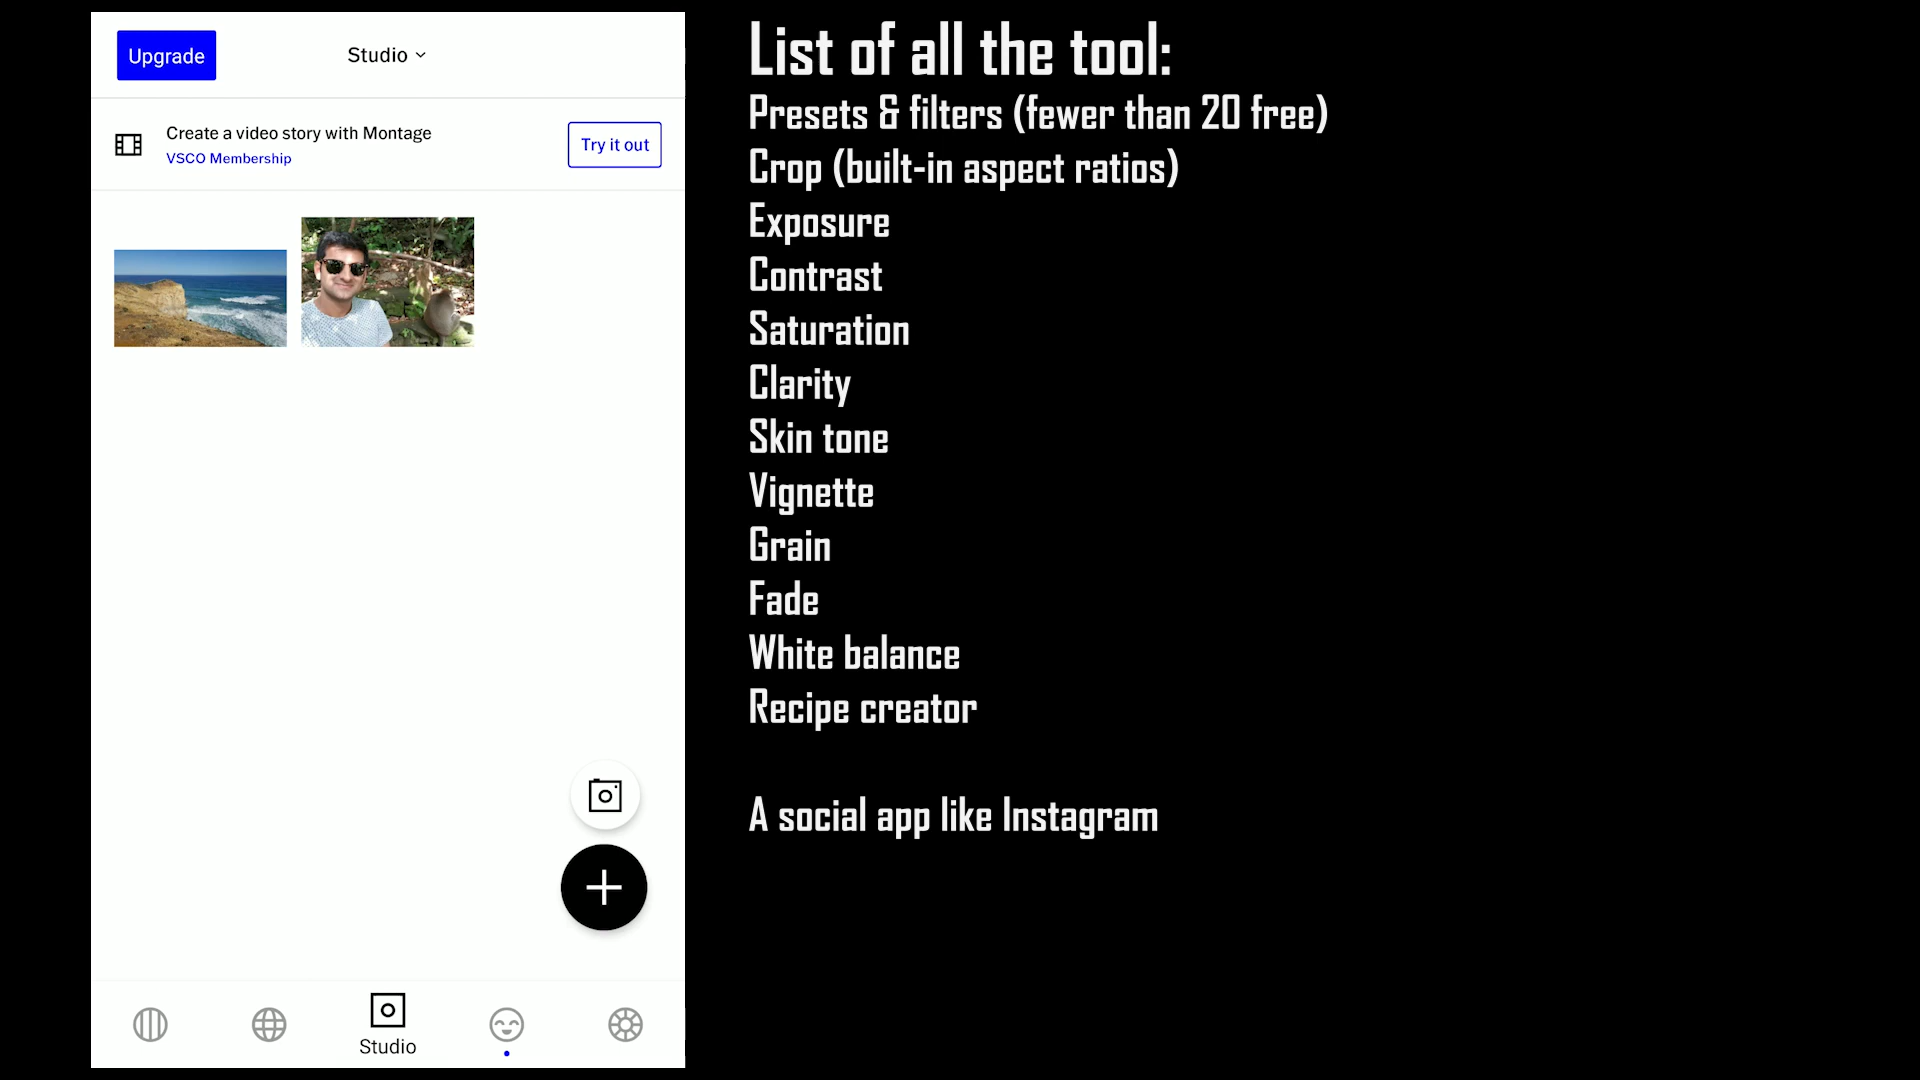 Upgrade
Studio
Create a video story with Montage
VSCO Membership
Try it out
Studio
List of all the tool:
Presets & filters (fewer than 20 free)
Crop (built-in aspect ratios)
Exposure
Contrast
Saturation
Clarity
Skin tone
Vignette
Grain
Fade
White balance
Recipe creator
A social app like Instagram